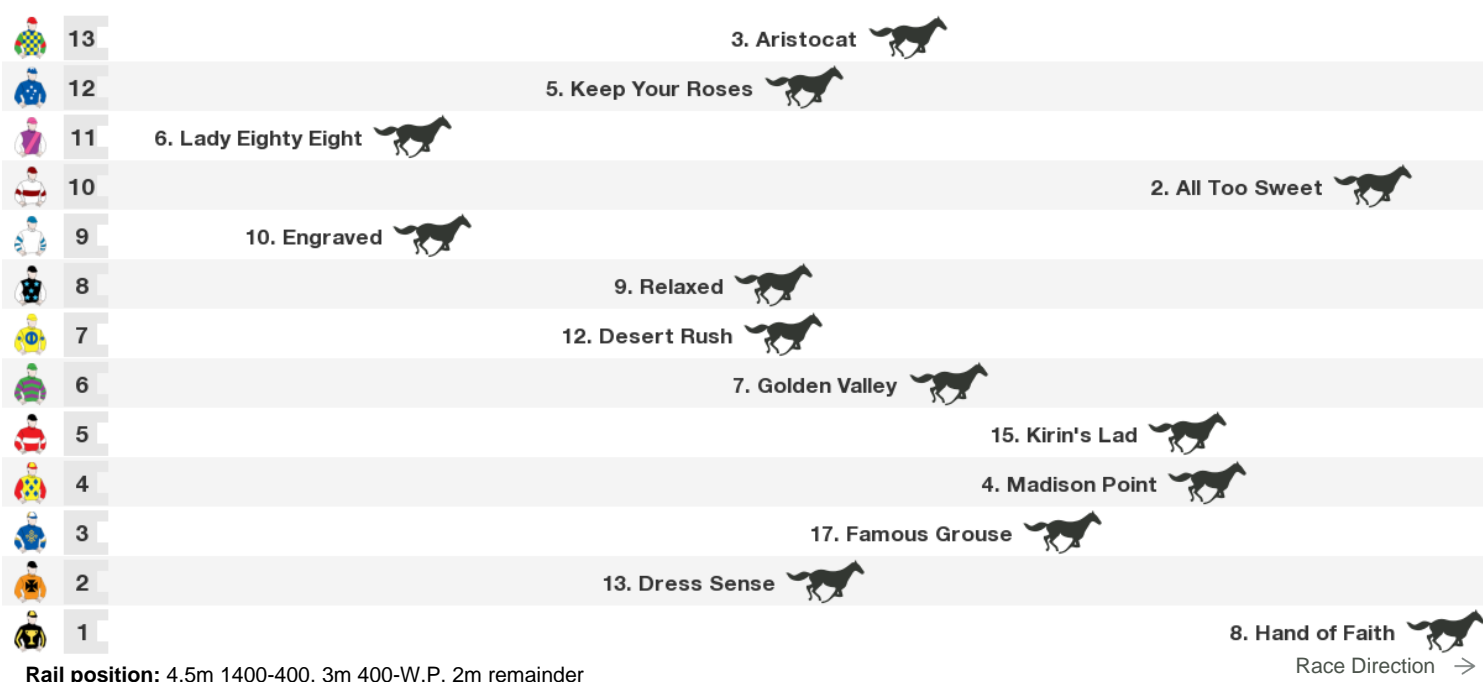 13 3. Aristocat
12 5. Keep Your Roses
11 6. Lady Eighty Eight
10 2. All Too Sweet
9 10. Engraved
8 9. Relaxed
7 12. Desert Rush
6 7. Golden Valley
5 15. Kirin's Lad
4 4. Madison Point
3 17. Famous Grouse
2 13. Dress Sense
1 8. Hand of Faith
Race Direction →
Rail position: 4.5m 1400-400, 3m 400-W.P, 2m remainder